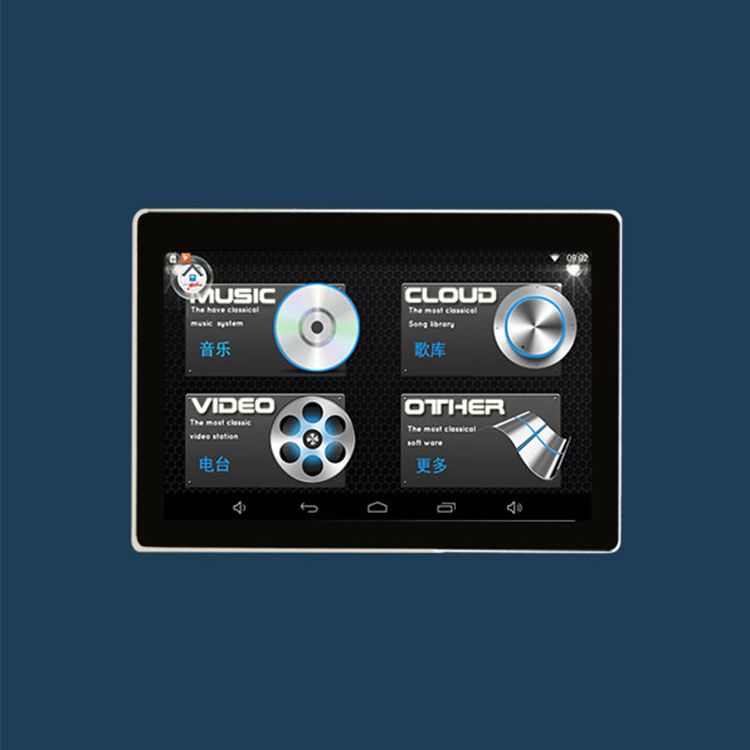 09:02
MUSIC
The have classical
music system
音乐
CLOUD
The most classical
Song library
歌库
VIDEO
The most classic
video station
电台
OTHER
The most classical
soft ware
更多